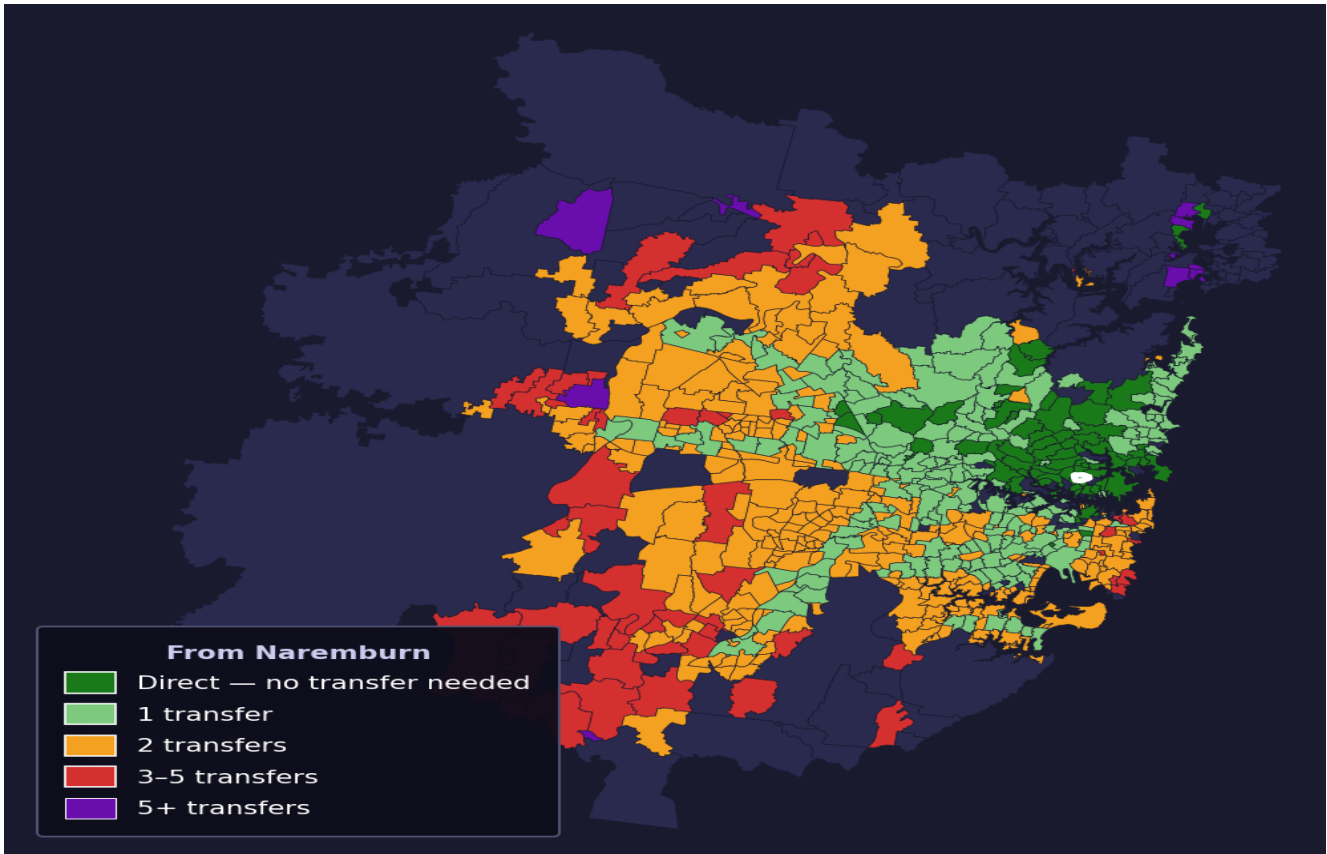 From Naremburn
Direct — no transfer needed
1 transfer
2 transfers
3–5 transfers
5+ transfers